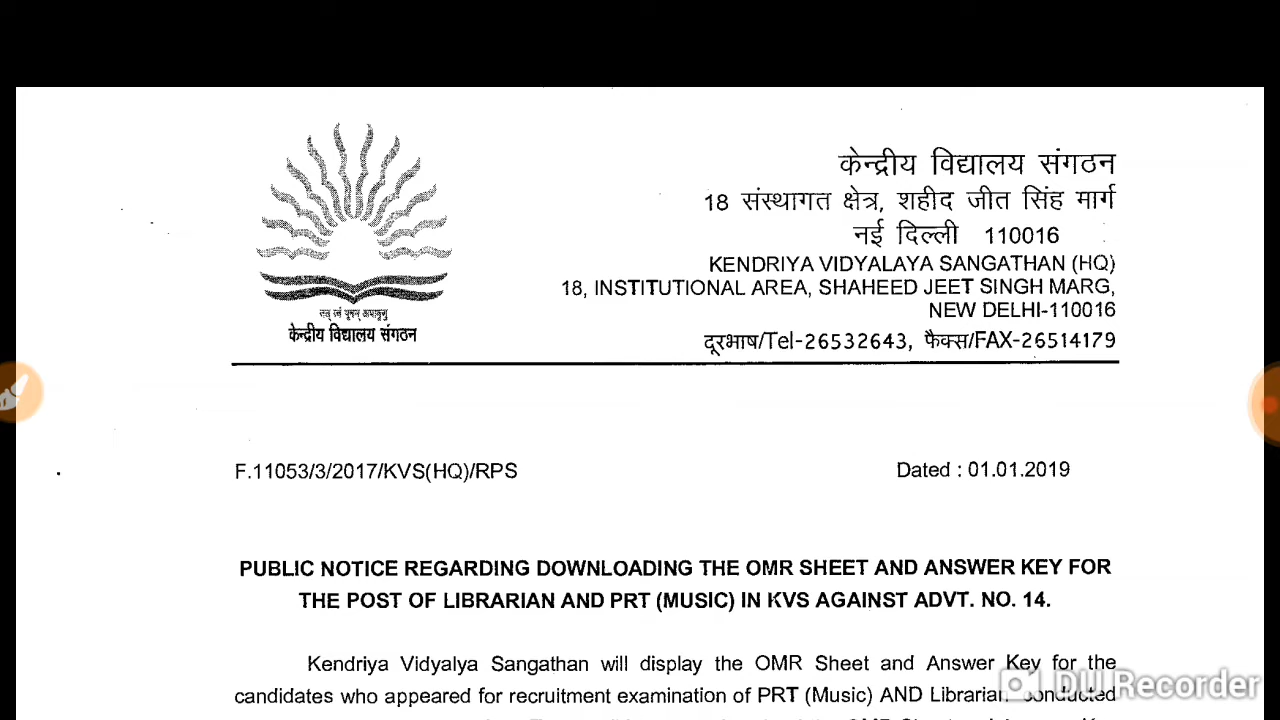 केन्द्रीय विद्यालय संगठन
18 संस्थागत क्षेत्र, शहीद जीत सिंह मार्ग
नई दिल्ली 110016
KENDRIYA VIDYALAYA SANGATHAN (HQ)
18, INSTITUTIONAL AREA, SHAHEED JEET SINGH MARG,
NEW DELHI-110016
दूरभाष/Tel-26532643, फैक्स/FAX-26514179
केन्द्रीय विद्यालय संगठन
F.11053/3/2017/KVS(HQ)/RPS
Dated : 01.01.2019
PUBLIC NOTICE REGARDING DOWNLOADING THE OMR SHEET AND ANSWER KEY FOR
THE POST OF LIBRARIAN AND PRT (MUSIC) IN KVS AGAINST ADVT. NO. 14.
Kendriya Vidyalya Sangathan will display the OMR Sheet and Answer Key for the
candidates who appeared for recruitment examination of PRT (Music) AND Librarian conducted
DU Recorder